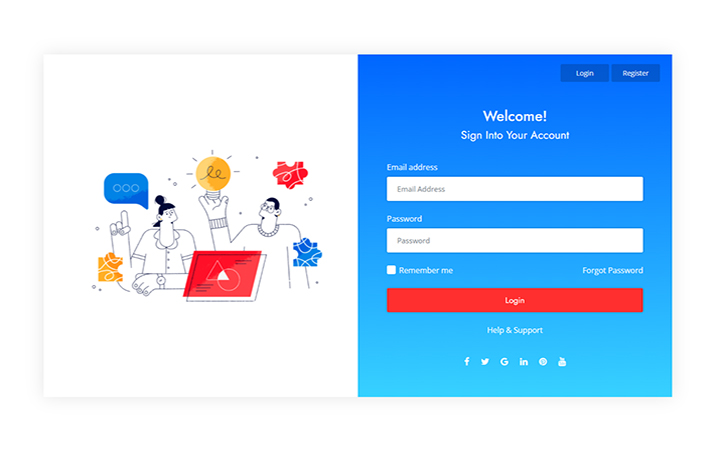 Login
Register
Welcome!
Sign Into Your Account
Email address
Email Address
Password
Password
Remember me
Forgot Password
Login
Help & Support